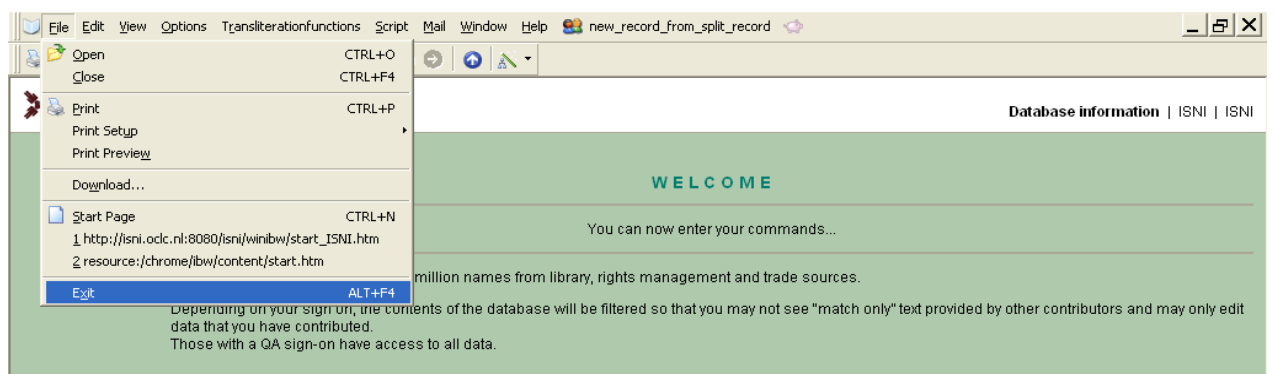 File Edit View Options Transliterationfunctions Script Mail Window Help new_record_from_split_record
Open CTRL+O
Close CTRL+F4
Print CTRL+P
Print Setup
Print Preview
Download...
Start Page CTRL+N
1 http://isni.oclc.nl:8080/isni/winibw/start_ISNI.htm
2 resource:/chrome/ibw/content/start.htm
Exit ALT+F4
Database information | ISNI | ISNI
WELCOME
You can now enter your commands...
million names from library, rights management and trade sources.
Depending on your sign on, the contents of the database will be filtered so that you may not see "match only" text provided by other contributors and may only edit
data that you have contributed.
Those with a QA sign-on have access to all data.